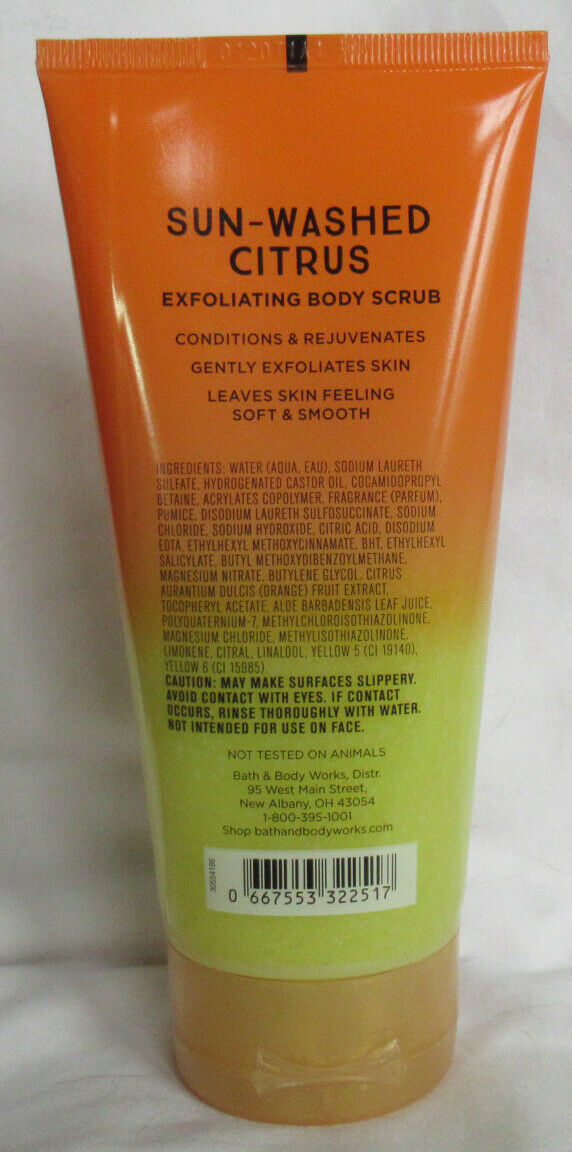 SUN-WASHED
CITRUS
EXFOLIATING BODY SCRUB
CONDITIONS & REJUVENATES
GENTLY EXFOLIATES SKIN
LEAVES SKIN FEELING
SOFT & SMOOTH
INGREDIENTS: WATER (AQUA, EAU), SODIUM LAURETH
SULFATE, HYDROGENATED CASTOR OIL, COCAMIDOPROPYL
BETAINE, ACRYLATES COPOLYMER, FRAGRANCE (PARFUM),
PUMICE, DISODIUM LAURETH SULFOSUCCINATE, SODIUM
CHLORIDE, SODIUM HYDROXIDE, CITRIC ACID, DISODIUM
EDTA, ETHYLHEXYL METHOXYCINNAMATE, BHT, ETHYLHEXYL
SALICYLATE, BUTYL METHOXYDIBENZOYLMETHANE,
MAGNESIUM NITRATE, BUTYLENE GLYCOL, CITRUS
AURANTIUM DULCIS (ORANGE) FRUIT EXTRACT,
TOCOPHERYL ACETATE, ALOE BARBADENSIS LEAF JUICE,
POLYQUATERNIUM-7, METHYLCHLOROISOTHIAZOLINONE,
MAGNESIUM CHLORIDE, METHYLISOTHIAZOLINONE,
LIMONENE, CITRAL, LINALOOL, YELLOW 5 (CI 19140),
YELLOW 6 (CI 15985).
CAUTION: MAY MAKE SURFACES SLIPPERY.
AVOID CONTACT WITH EYES. IF CONTACT
OCCURS, RINSE THOROUGHLY WITH WATER.
NOT INTENDED FOR USE ON FACE.
NOT TESTED ON ANIMALS
Bath & Body Works, Distr.
95 West Main Street,
New Albany, OH 43054
1-800-395-1001
Shop bathandbodyworks.com
30554186
0 667553 322517